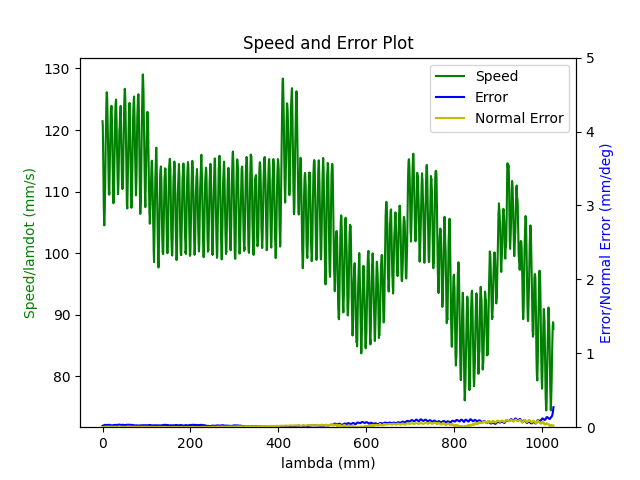 Speed and Error Plot
Speed
Error
Normal Error
Speed/lamdot (mm/s)
130
120
110
100
90
80
Error/Normal Error (mm/deg)
5
4
3
2
1
0
0
200
400
600
800
1000
lambda (mm)